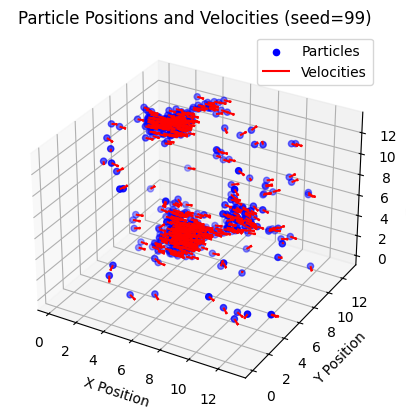 Particle Positions and Velocities (seed=99)
Particles
Velocities
12
10
8
6
4
2
0
0 2 4 6 8 10 12
X Position
0 2 4 6 8 10 12
Y Position